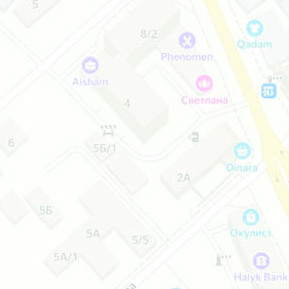 5
8/2
Phenomen
Qadam
Aisham
Светлана
4
6
5Б/1
Dinara
2А
5Б
Окулист
5А
5/5
5А/1
Halyk Bank